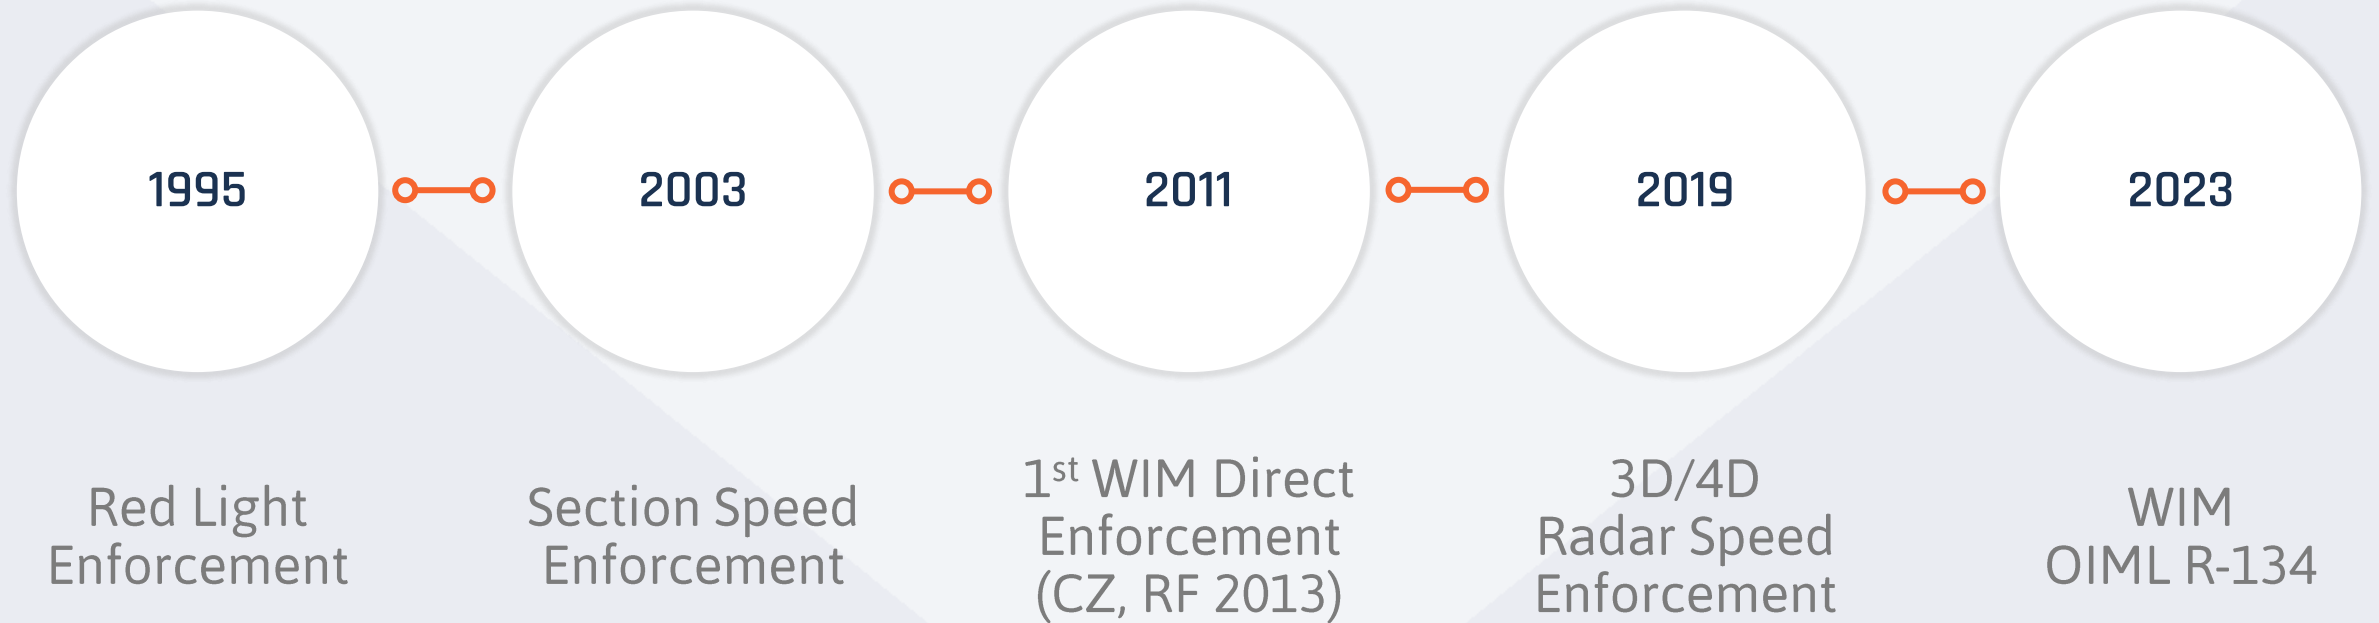 1995
2003
2011
2019
2023
Red Light
Enforcement
Section Speed
Enforcement
1st WIM Direct
Enforcement
(CZ, RF 2013)
3D/4D
Radar Speed
Enforcement
WIM
OIML R-134